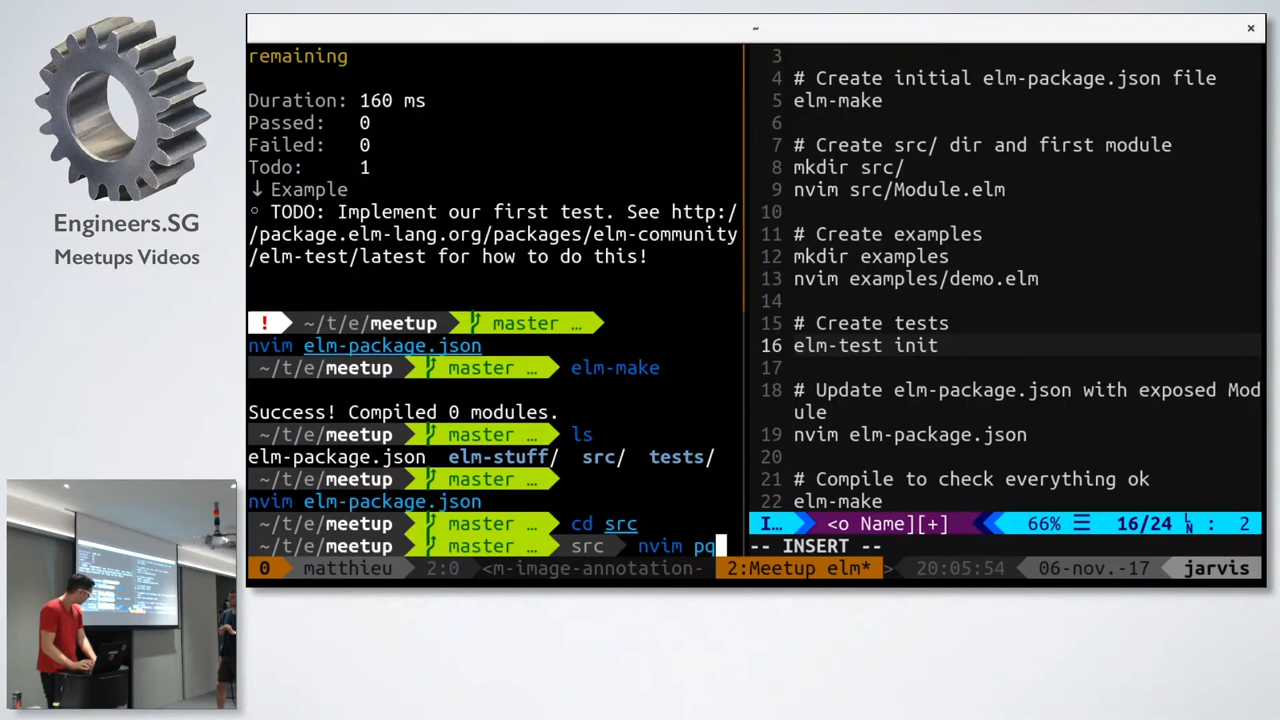 Engineers.SG
Meetups Videos
~
×
remaining
Duration: 160 ms
Passed: 0
Failed: 0
Todo: 1
↓ Example
◦ TODO: Implement our first test. See http:/
/package.elm-lang.org/packages/elm-community
/elm-test/latest for how to do this!
! ~/t/e/meetup master …
nvim elm-package.json
~/t/e/meetup master … elm-make
Success! Compiled 0 modules.
~/t/e/meetup master … ls
elm-package.json elm-stuff/ src/ tests/
~/t/e/meetup master …
nvim elm-package.json
~/t/e/meetup master … cd src
~/t/e/meetup master … src nvim pq
3
4 # Create initial elm-package.json file
5 elm-make
6
7 # Create src/ dir and first module
8 mkdir src/
9 nvim src/Module.elm
10
11 # Create examples
12 mkdir examples
13 nvim examples/demo.elm
14
15 # Create tests
16 elm-test init
17
18 # Update elm-package.json with exposed Mod
ule
19 nvim elm-package.json
20
21 # Compile to check everything ok
22 elm-make
I… <o Name][+] < 66% ☰ 16/24 LN : 2
-- INSERT --
0 matthieu 2:0 <m-image-annotation- 2:Meetup elm* > 20:05:54 06-nov.-17 jarvis